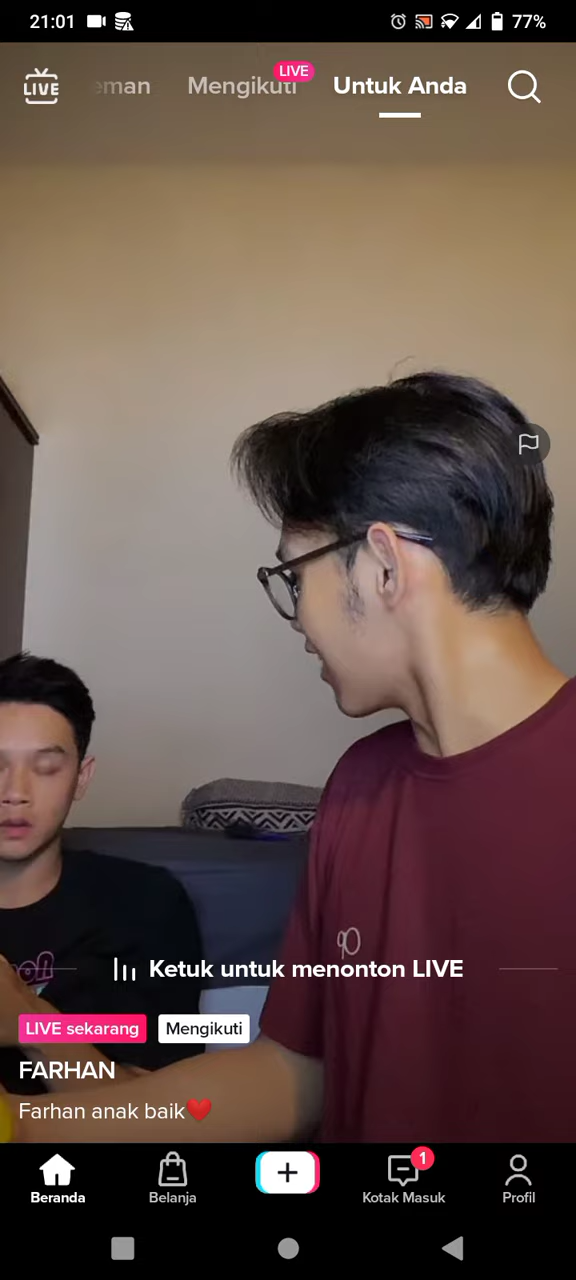 21:01 77%
LIVE eman Mengikuti LIVE Untuk Anda
Ketuk untuk menonton LIVE
LIVE sekarang Mengikuti
FARHAN
Farhan anak baik❤️
1
Beranda Belanja Kotak Masuk Profil